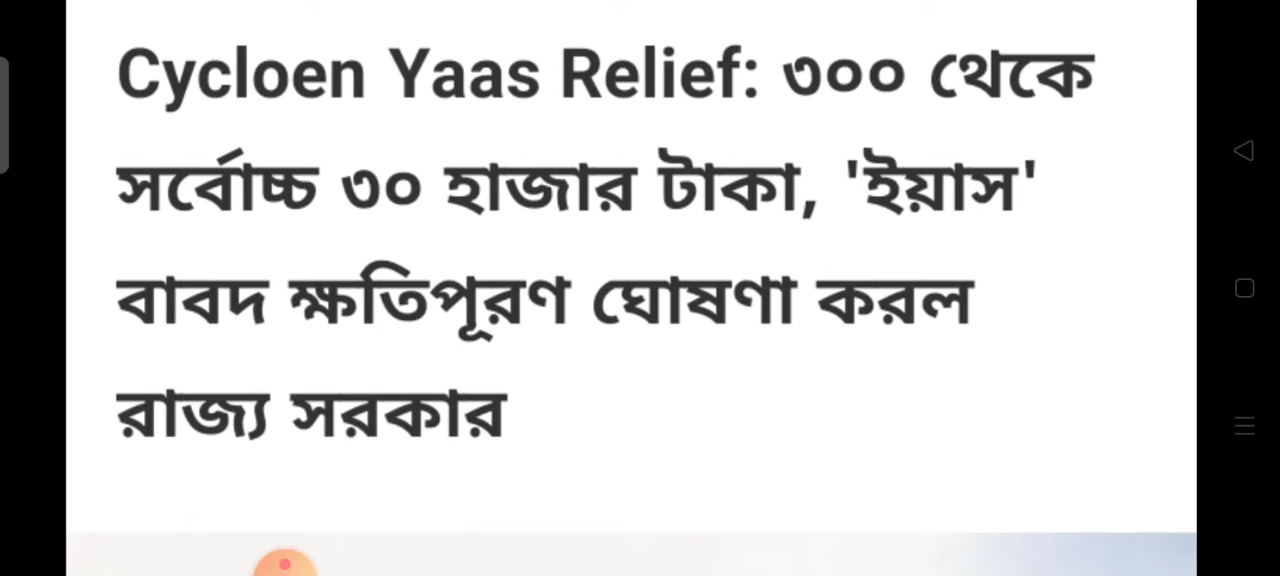 Cycloen Yaas Relief: ৩০০ থেকে
সর্বোচ্চ ৩০ হাজার টাকা, 'ইয়াস'
বাবদ ক্ষতিপূরণ ঘোষণা করল
রাজ্য সরকার